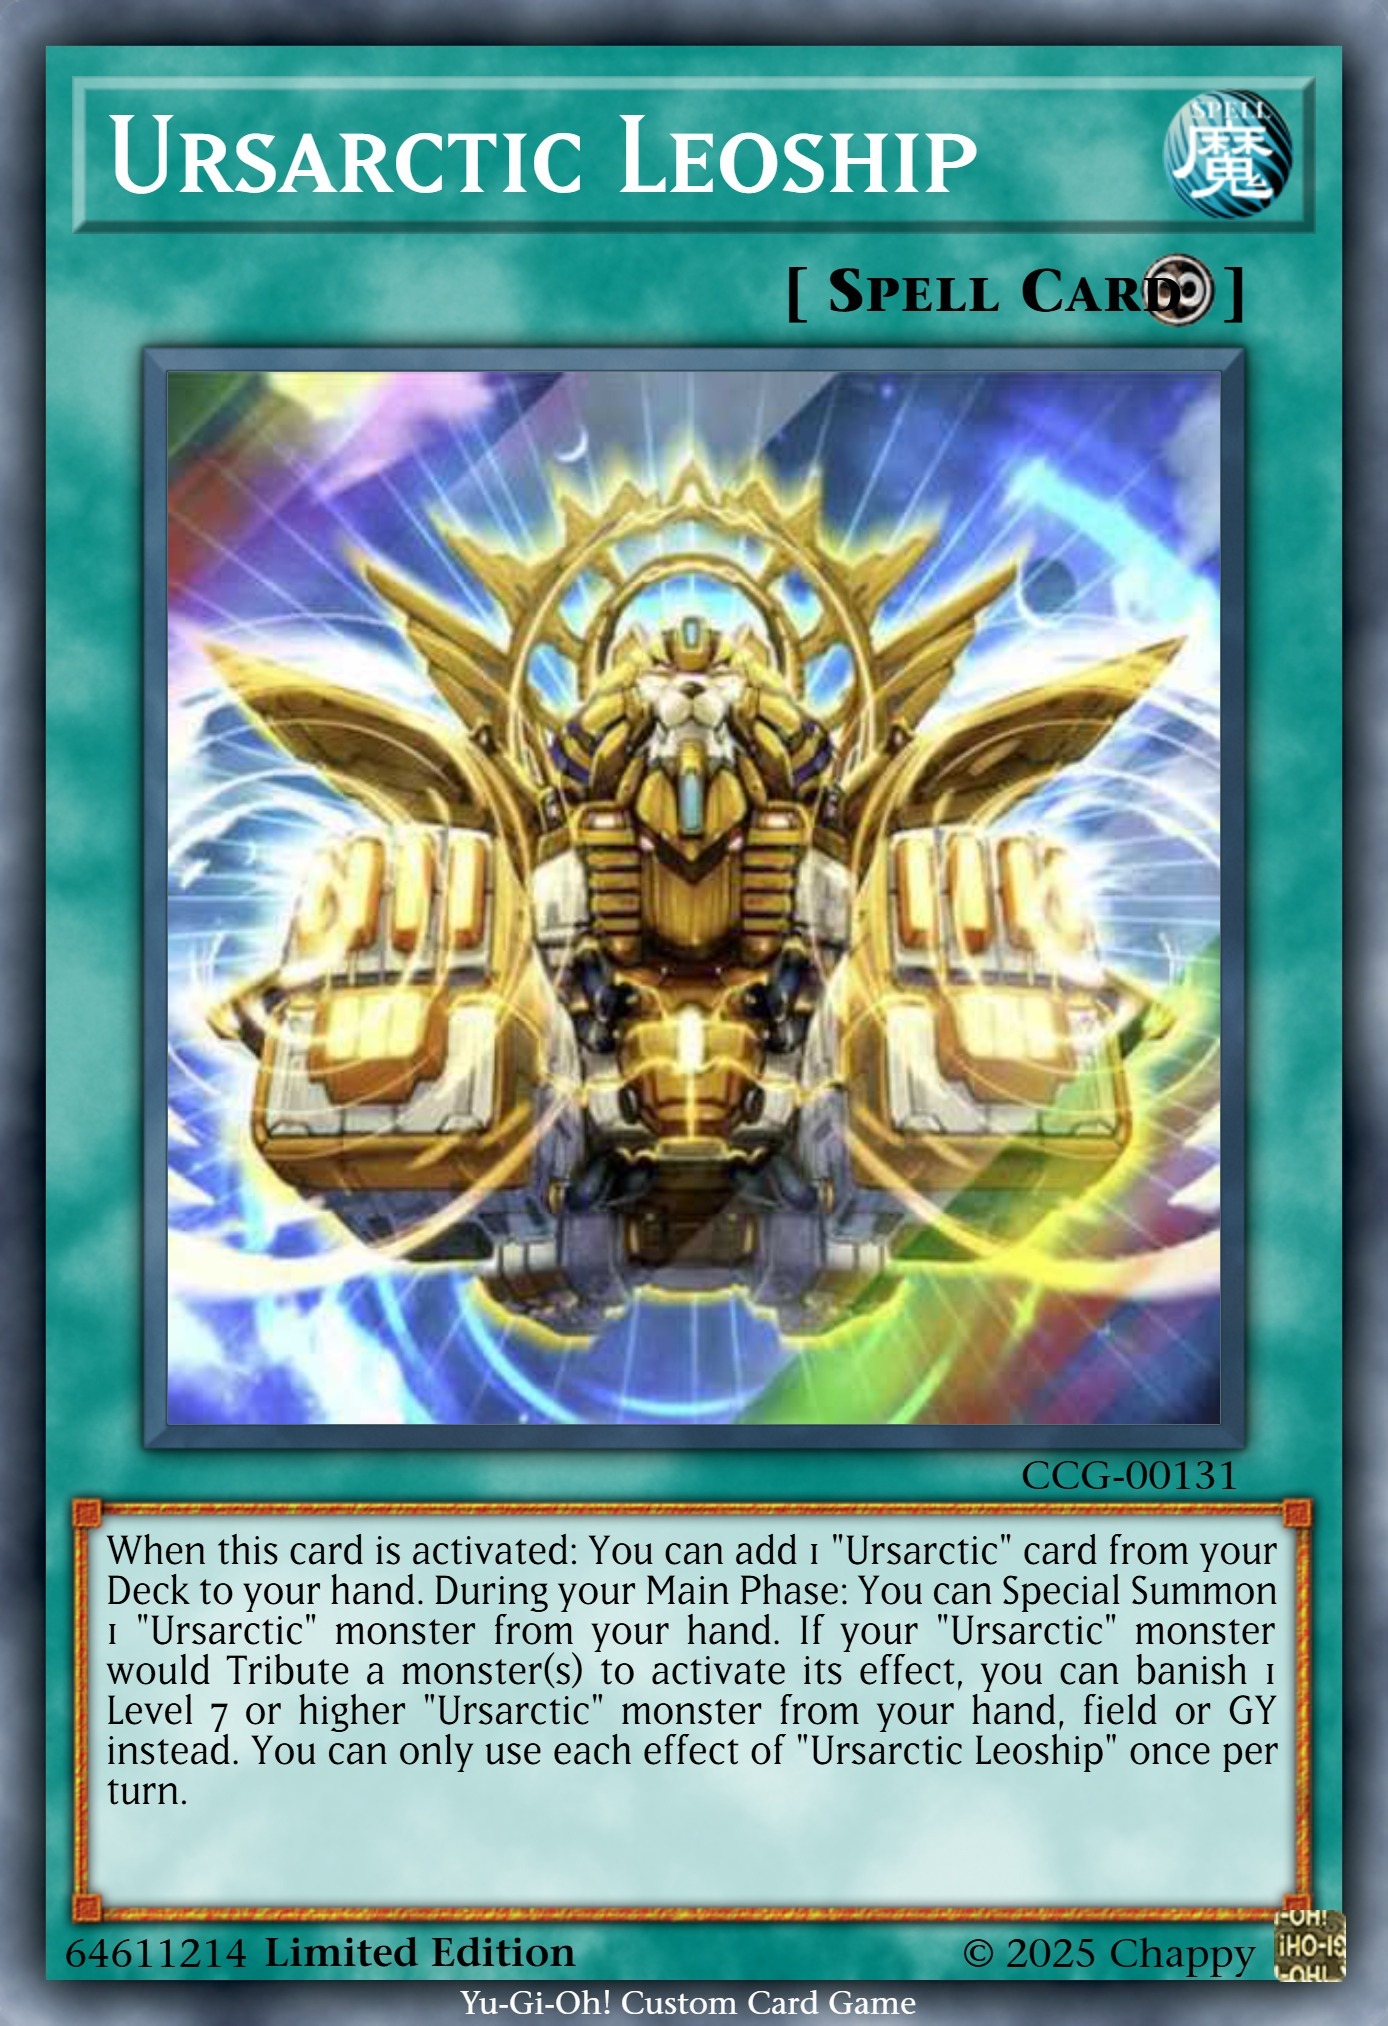 Ursarctic Leoship
SPELL
魔
[ Spell Card ]
CCG-00131
When this card is activated: You can add 1 "Ursarctic" card from your
Deck to your hand. During your Main Phase: You can Special Summon
1 "Ursarctic" monster from your hand. If your "Ursarctic" monster
would Tribute a monster(s) to activate its effect, you can banish 1
Level 7 or higher "Ursarctic" monster from your hand, field or GY
instead. You can only use each effect of "Ursarctic Leoship" once per
turn.
64611214 Limited Edition
© 2025 Chappy
Yu-Gi-Oh! Custom Card Game